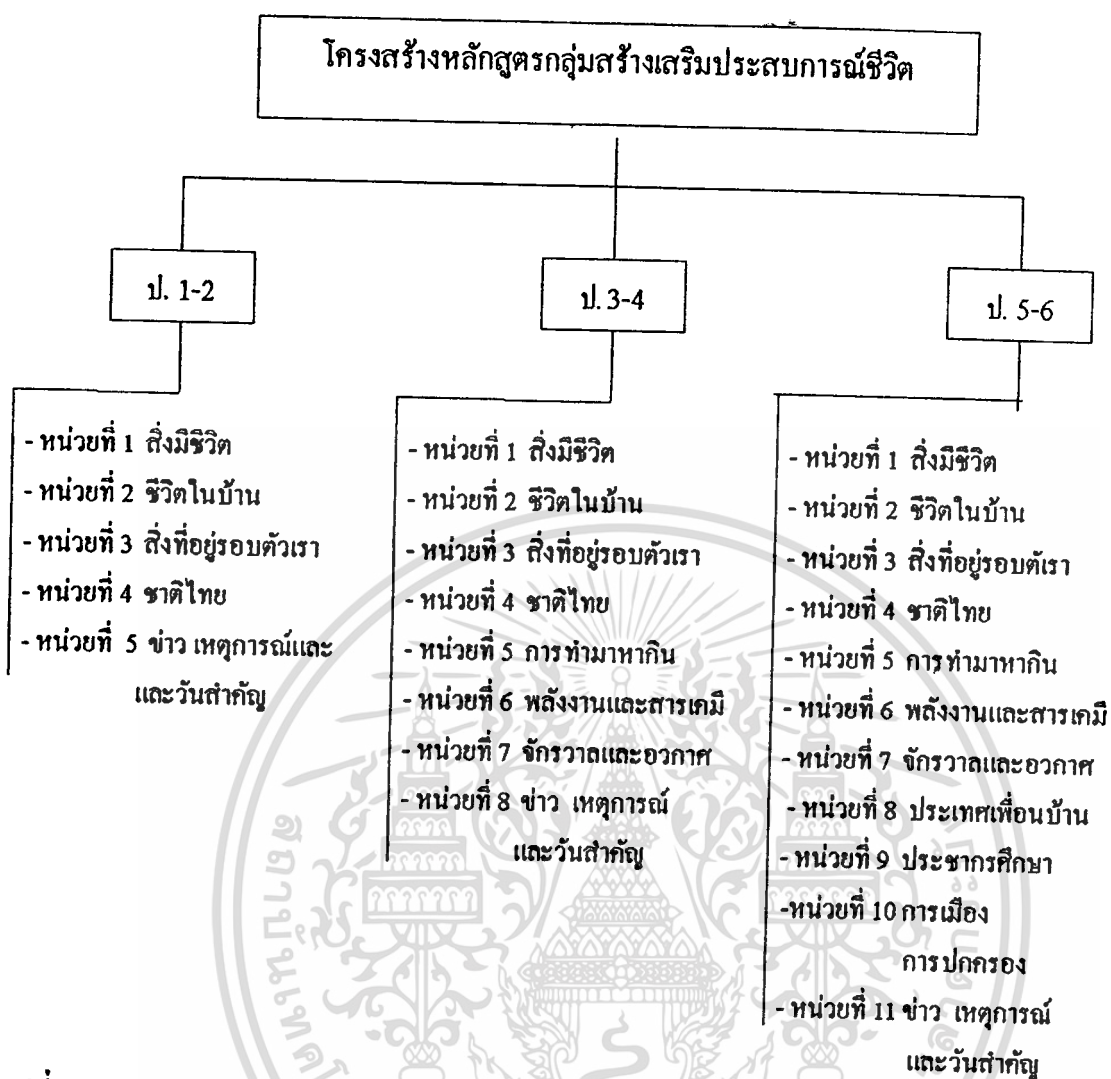 โครงสร้างหลักสูตรกลุ่มสร้างเสริมประสบการณ์ชีวิต
ป. 1-2
- หน่วยที่ 1 สิ่งมีชีวิต
- หน่วยที่ 2 ชีวิตในบ้าน
- หน่วยที่ 3 สิ่งที่อยู่รอบตัวเรา
- หน่วยที่ 4 ชาติไทย
- หน่วยที่ 5 ข่าว เหตุการณ์และ
และวันสำคัญ
ป. 3-4
- หน่วยที่ 1 สิ่งมีชีวิต
- หน่วยที่ 2 ชีวิตในบ้าน
- หน่วยที่ 3 สิ่งที่อยู่รอบตัวเรา
- หน่วยที่ 4 ชาติไทย
- หน่วยที่ 5 การทำมาหากิน
- หน่วยที่ 6 พลังงานและสารเคมี
- หน่วยที่ 7 จักรวาลและอวกาศ
- หน่วยที่ 8 ข่าว เหตุการณ์
และวันสำคัญ
ป. 5-6
- หน่วยที่ 1 สิ่งมีชีวิต
- หน่วยที่ 2 ชีวิตในบ้าน
- หน่วยที่ 3 สิ่งที่อยู่รอบตัเรา
- หน่วยที่ 4 ชาติไทย
- หน่วยที่ 5 การทำมาหากิน
- หน่วยที่ 6 พลังงานและสารเคมี
- หน่วยที่ 7 จักรวาลและอวกาศ
- หน่วยที่ 8 ประเทศเพื่อนบ้าน
- หน่วยที่ 9 ประชากรศึกษา
-หน่วยที่ 10 การเมือง
การปกครอง
- หน่วยที่ 11 ข่าว เหตุการณ์
และวันสำคัญ